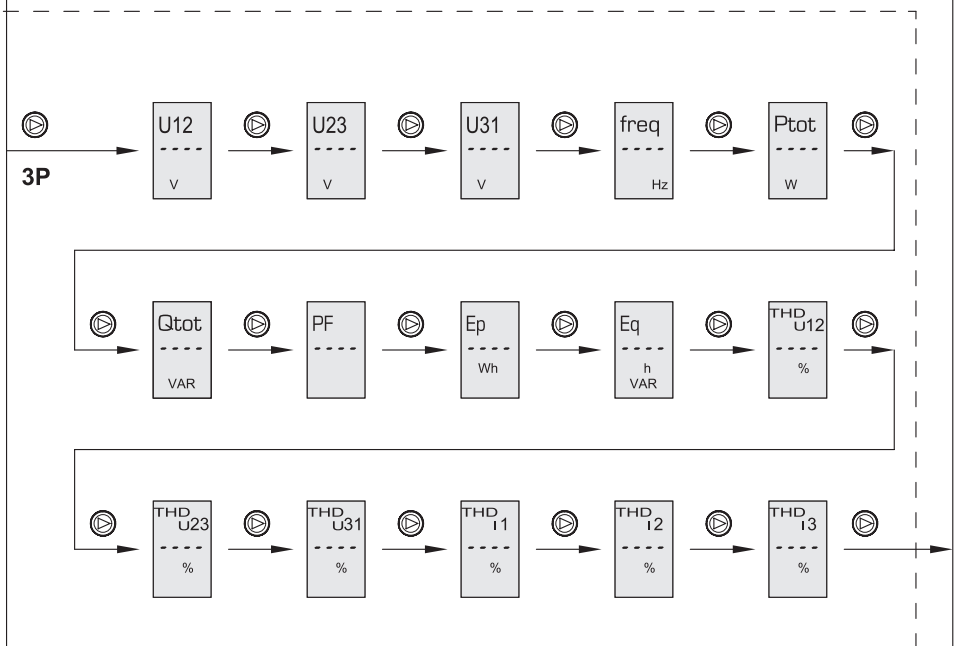 U12 U23 U31 freq Ptot
---- ---- ---- ---- ----
V V V Hz W
3P
Qtot PF Ep Eq THD U12
---- ---- ---- ---- ----
VAR Wh h VAR %
THD U23 THD U31 THD I1 THD I2 THD I3
---- ---- ---- ---- ----
% % % % %